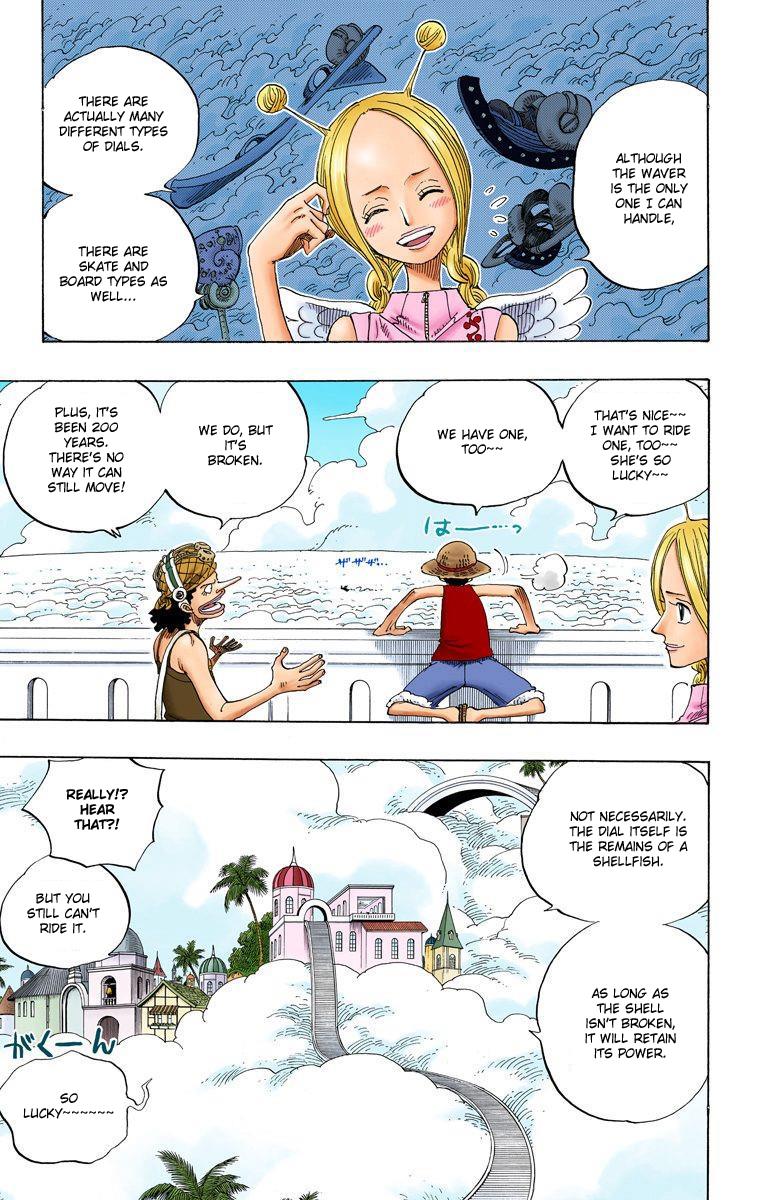 ALTHOUGH
THE WAVER
IS THE ONLY
ONE I CAN
HANDLE,
THERE ARE
ACTUALLY MANY
DIFFERENT TYPES
OF DIALS.
THERE ARE
SKATE AND
BOARD TYPES AS
WELL...
THAT'S NICE~~
I WANT TO RIDE
ONE, TOO~~
SHE'S SO
LUCKY~~
WE HAVE ONE,
TOO~~
はーーー…っ
ザザザ…
WE DO, BUT
IT'S
BROKEN.
PLUS, IT'S
BEEN 200
YEARS.
THERE'S NO
WAY IT CAN
STILL MOVE!
NOT NECESSARILY.
THE DIAL ITSELF IS
THE REMAINS OF A
SHELLFISH.
AS LONG AS
THE SHELL
ISN'T BROKEN,
IT WILL RETAIN
ITS POWER.
REALLY!?
HEAR
THAT?!
BUT YOU
STILL CAN'T
RIDE IT.
がくーん
SO
LUCKY~~~~~~